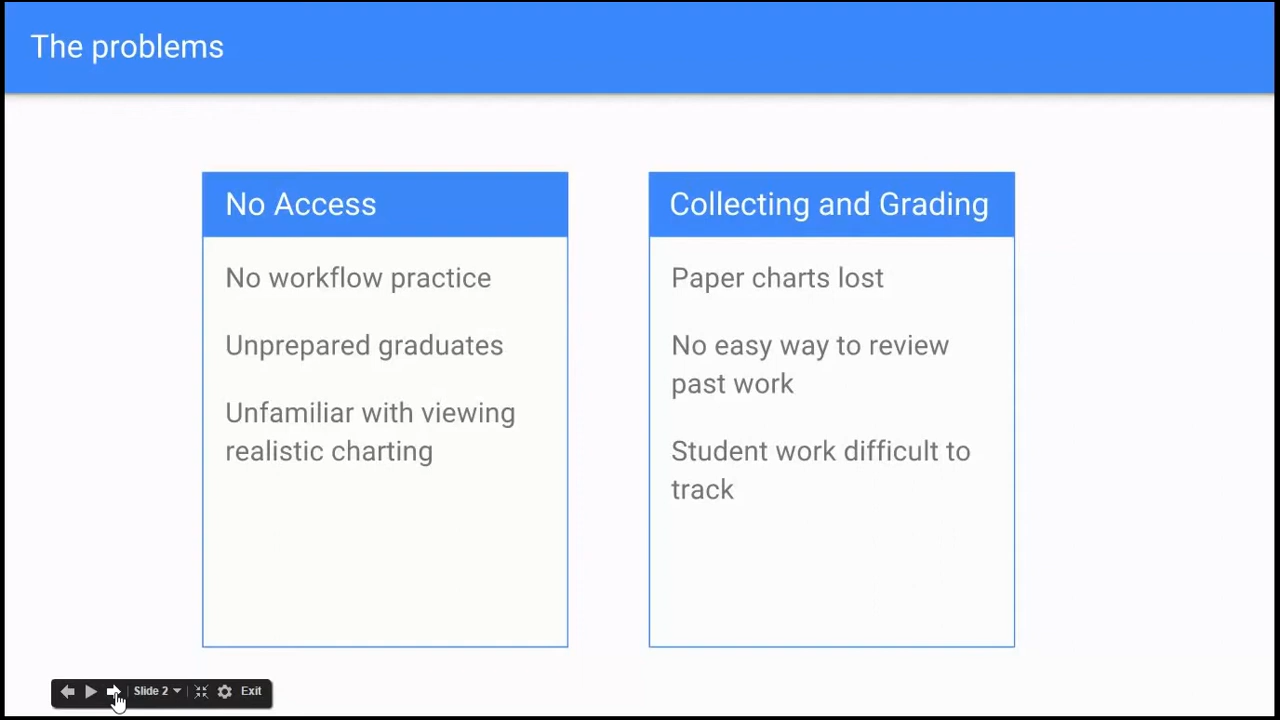 The problems
No Access
No workflow practice
Unprepared graduates
Unfamiliar with viewing
realistic charting
Collecting and Grading
Paper charts lost
No easy way to review
past work
Student work difficult to
track
Slide 2
Exit